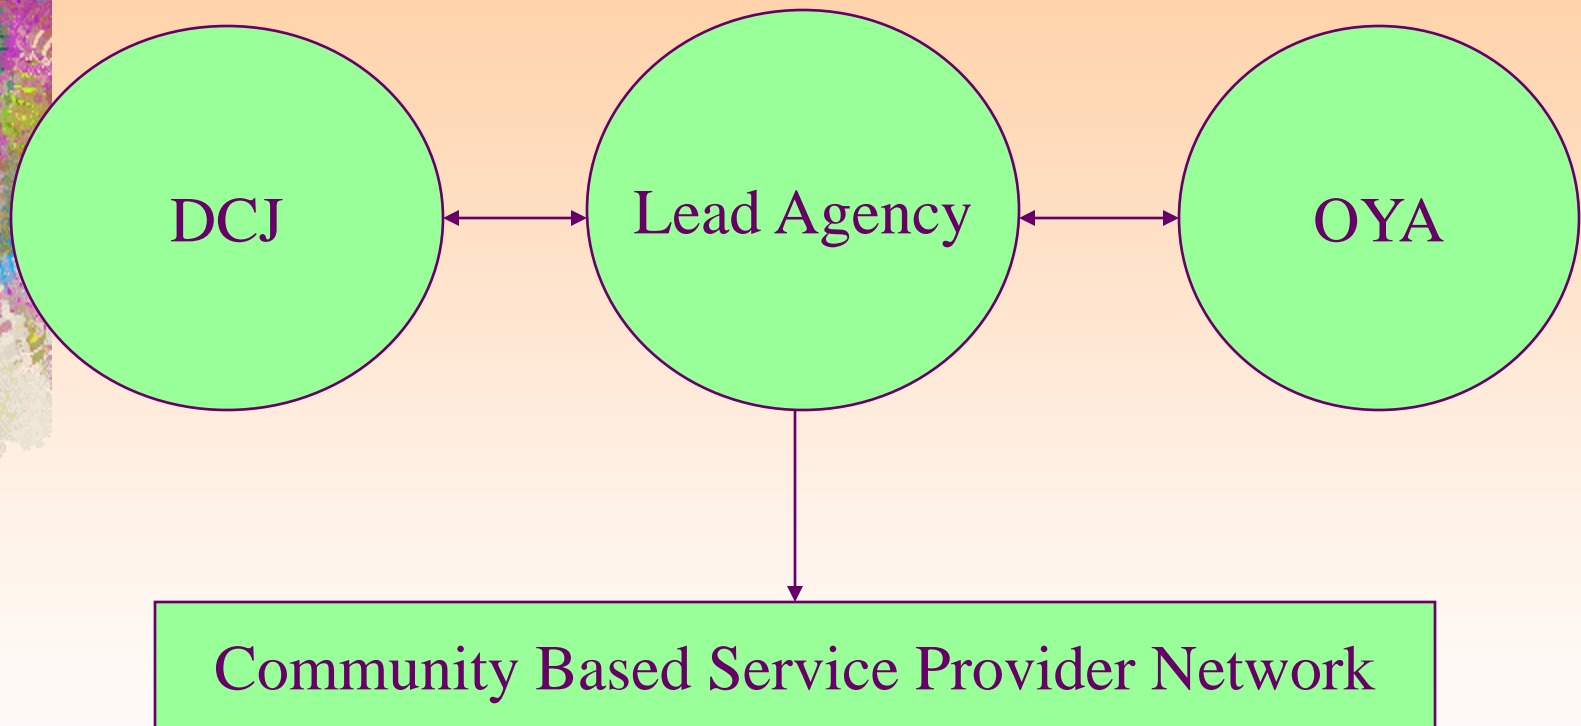 DCJ
Lead Agency
OYA
Community Based Service Provider Network